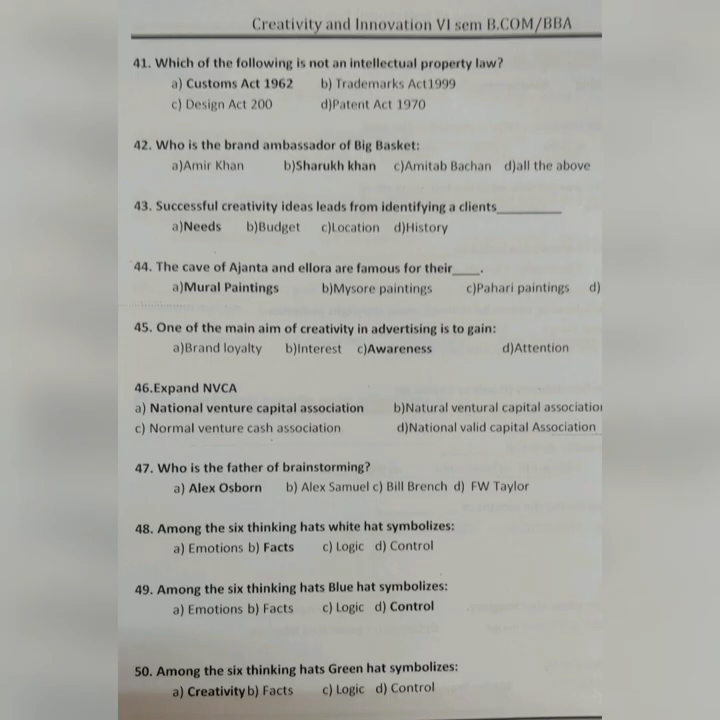 Creativity and Innovation VI sem B.COM/BBA
41. Which of the following is not an intellectual property law?
a) Customs Act 1962 b) Trademarks Act1999
c) Design Act 200 d)Patent Act 1970
42. Who is the brand ambassador of Big Basket:
a)Amir Khan b)Sharukh khan c)Amitab Bachan d)all the above
43. Successful creativity ideas leads from identifying a clients__________
a)Needs b)Budget c)Location d)History
44. The cave of Ajanta and ellora are famous for their____.
a)Mural Paintings b)Mysore paintings c)Pahari paintings d)
45. One of the main aim of creativity in advertising is to gain:
a)Brand loyalty b)Interest c)Awareness d)Attention
46.Expand NVCA
a) National venture capital association b)Natural ventural capital associatio
c) Normal venture cash association d)National valid capital Association
47. Who is the father of brainstorming?
a) Alex Osborn b) Alex Samuel c) Bill Brench d) FW Taylor
48. Among the six thinking hats white hat symbolizes:
a) Emotions b) Facts c) Logic d) Control
49. Among the six thinking hats Blue hat symbolizes:
a) Emotions b) Facts c) Logic d) Control
50. Among the six thinking hats Green hat symbolizes:
a) Creativity b) Facts c) Logic d) Control